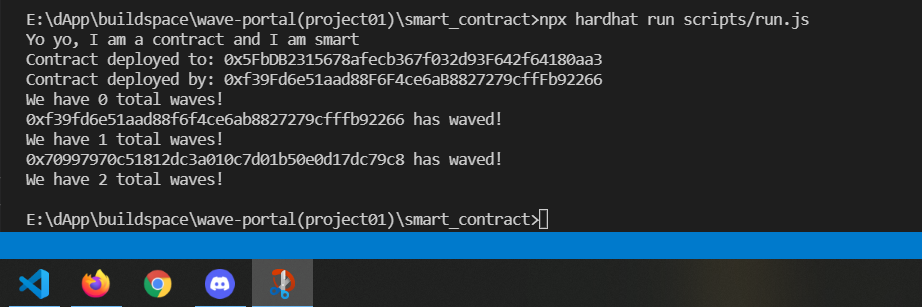 E:\dApp\buildspace\wave-portal(project01)\smart_contract>npx hardhat run scripts/run.js
Yo yo, I am a contract and I am smart
Contract deployed to: 0x5FbDB2315678afecb367f032d93F642f64180aa3
Contract deployed by: 0xf39Fd6e51aad88F6F4ce6aB8827279cffFb92266
We have 0 total waves!
0xf39fd6e51aad88f6f4ce6ab8827279cfffb92266 has waved!
We have 1 total waves!
0x70997970c51812dc3a010c7d01b50e0d17dc79c8 has waved!
We have 2 total waves!
E:\dApp\buildspace\wave-portal(project01)\smart_contract>